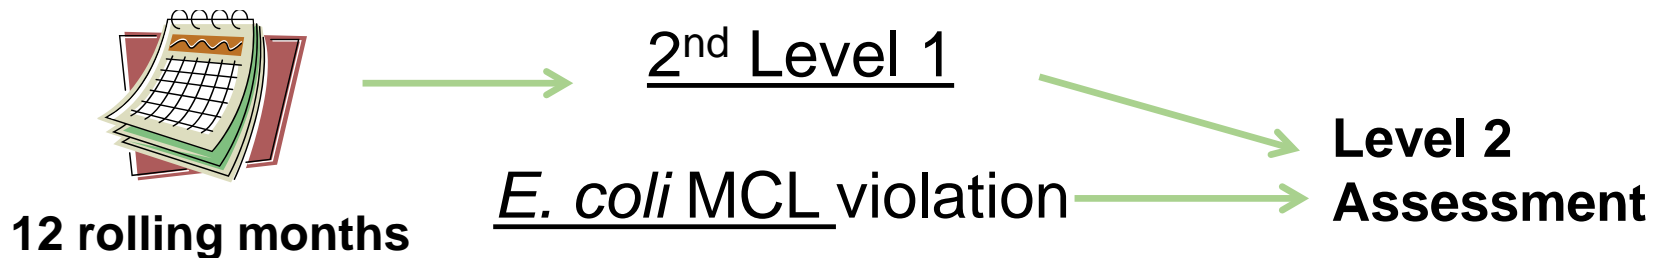 2nd Level 1
E. coli MCL violation
12 rolling months
Level 2
Assessment